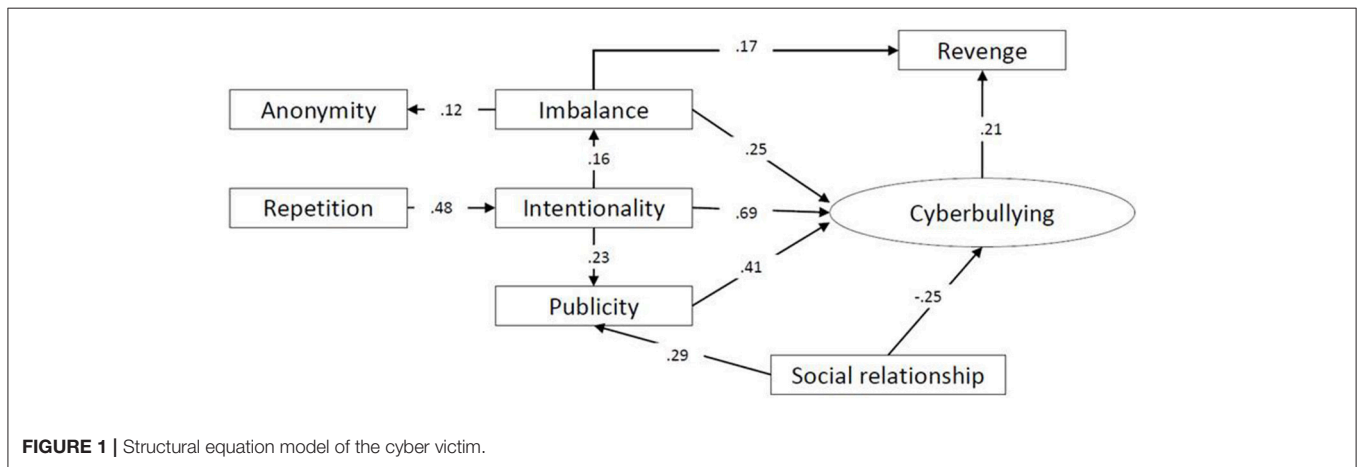 .17
Revenge
Anonymity
.12
Imbalance
.21
.25
.16
Repetition
.48
Intentionality
.69
Cyberbullying
.23
.41
Publicity
-.25
.29
Social relationship
FIGURE 1 | Structural equation model of the cyber victim.